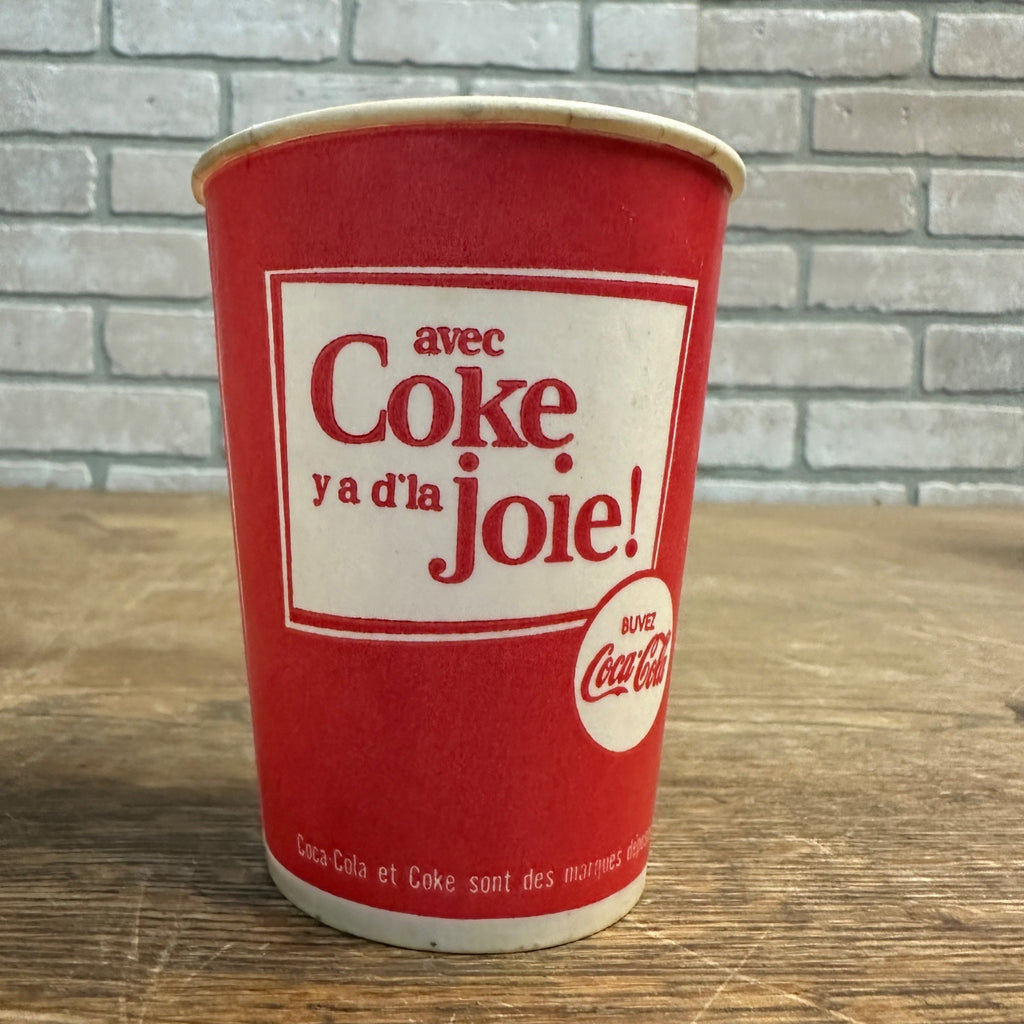 avec
Coke
y a d'la joie!
BUVEZ
Coca-Cola
Coca-Cola et Coke sont des marques